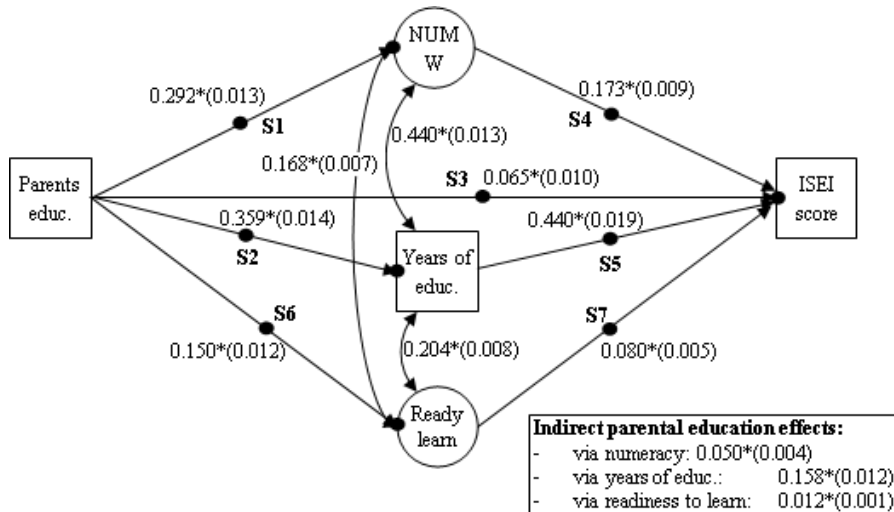 NUM
W
0.292*(0.013)
S1
0.173*(0.009)
S4
0.440*(0.013)
0.168*(0.007)
Parents
educ.
S3
0.065*(0.010)
ISEI
score
0.359*(0.014)
S2
Years of
educ.
0.440*(0.019)
S5
S6
0.150*(0.012)
S7
0.080*(0.005)
0.204*(0.008)
Ready
learn
Indirect parental education effects:
- via numeracy: 0.050*(0.004)
- via years of educ.: 0.158*(0.012)
- via readiness to learn: 0.012*(0.001)